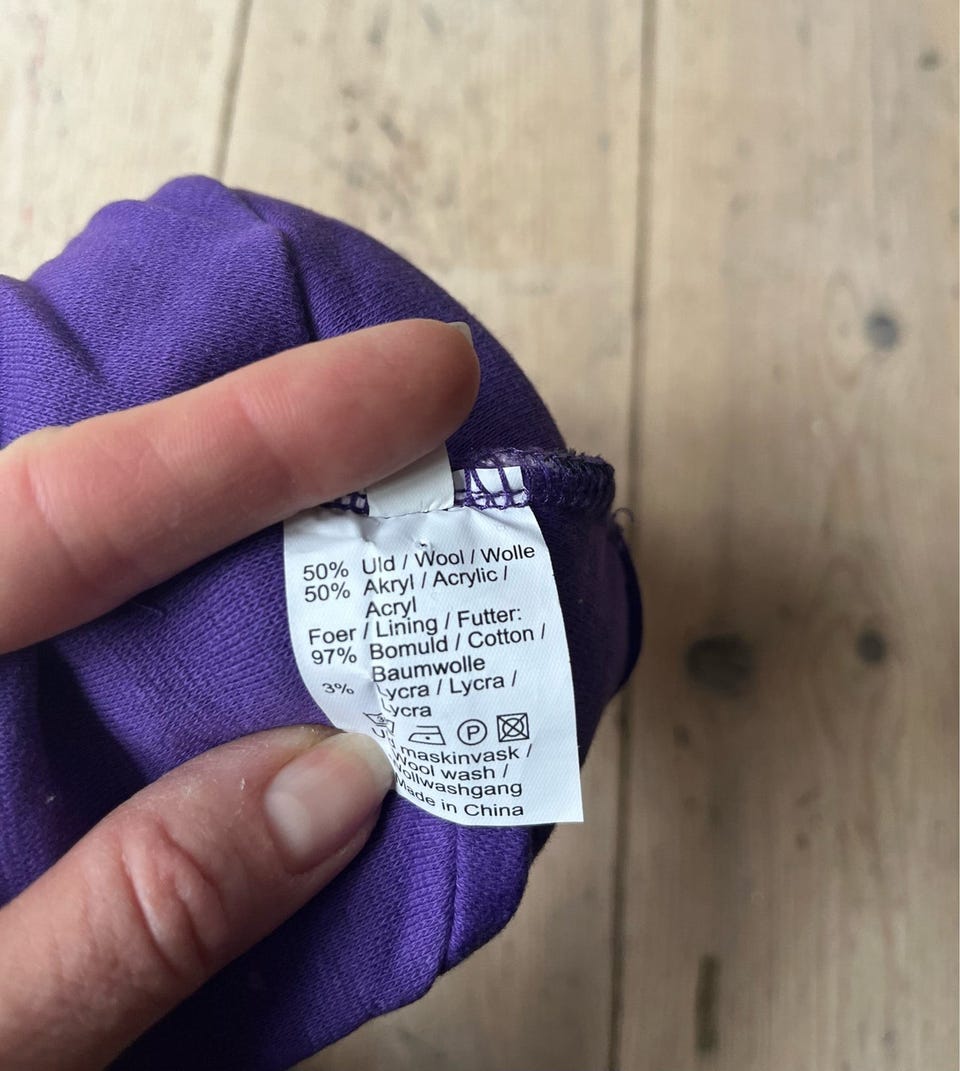 50% Uld / Wool / Wolle
50% Akryl / Acrylic /
Acryl
Foer / Lining / Futter:
97% Bomuld / Cotton /
Baumwolle
3% Lycra / Lycra /
Lycra
P
maskinvask /
Wool wash /
Wollwashgang
Made in China